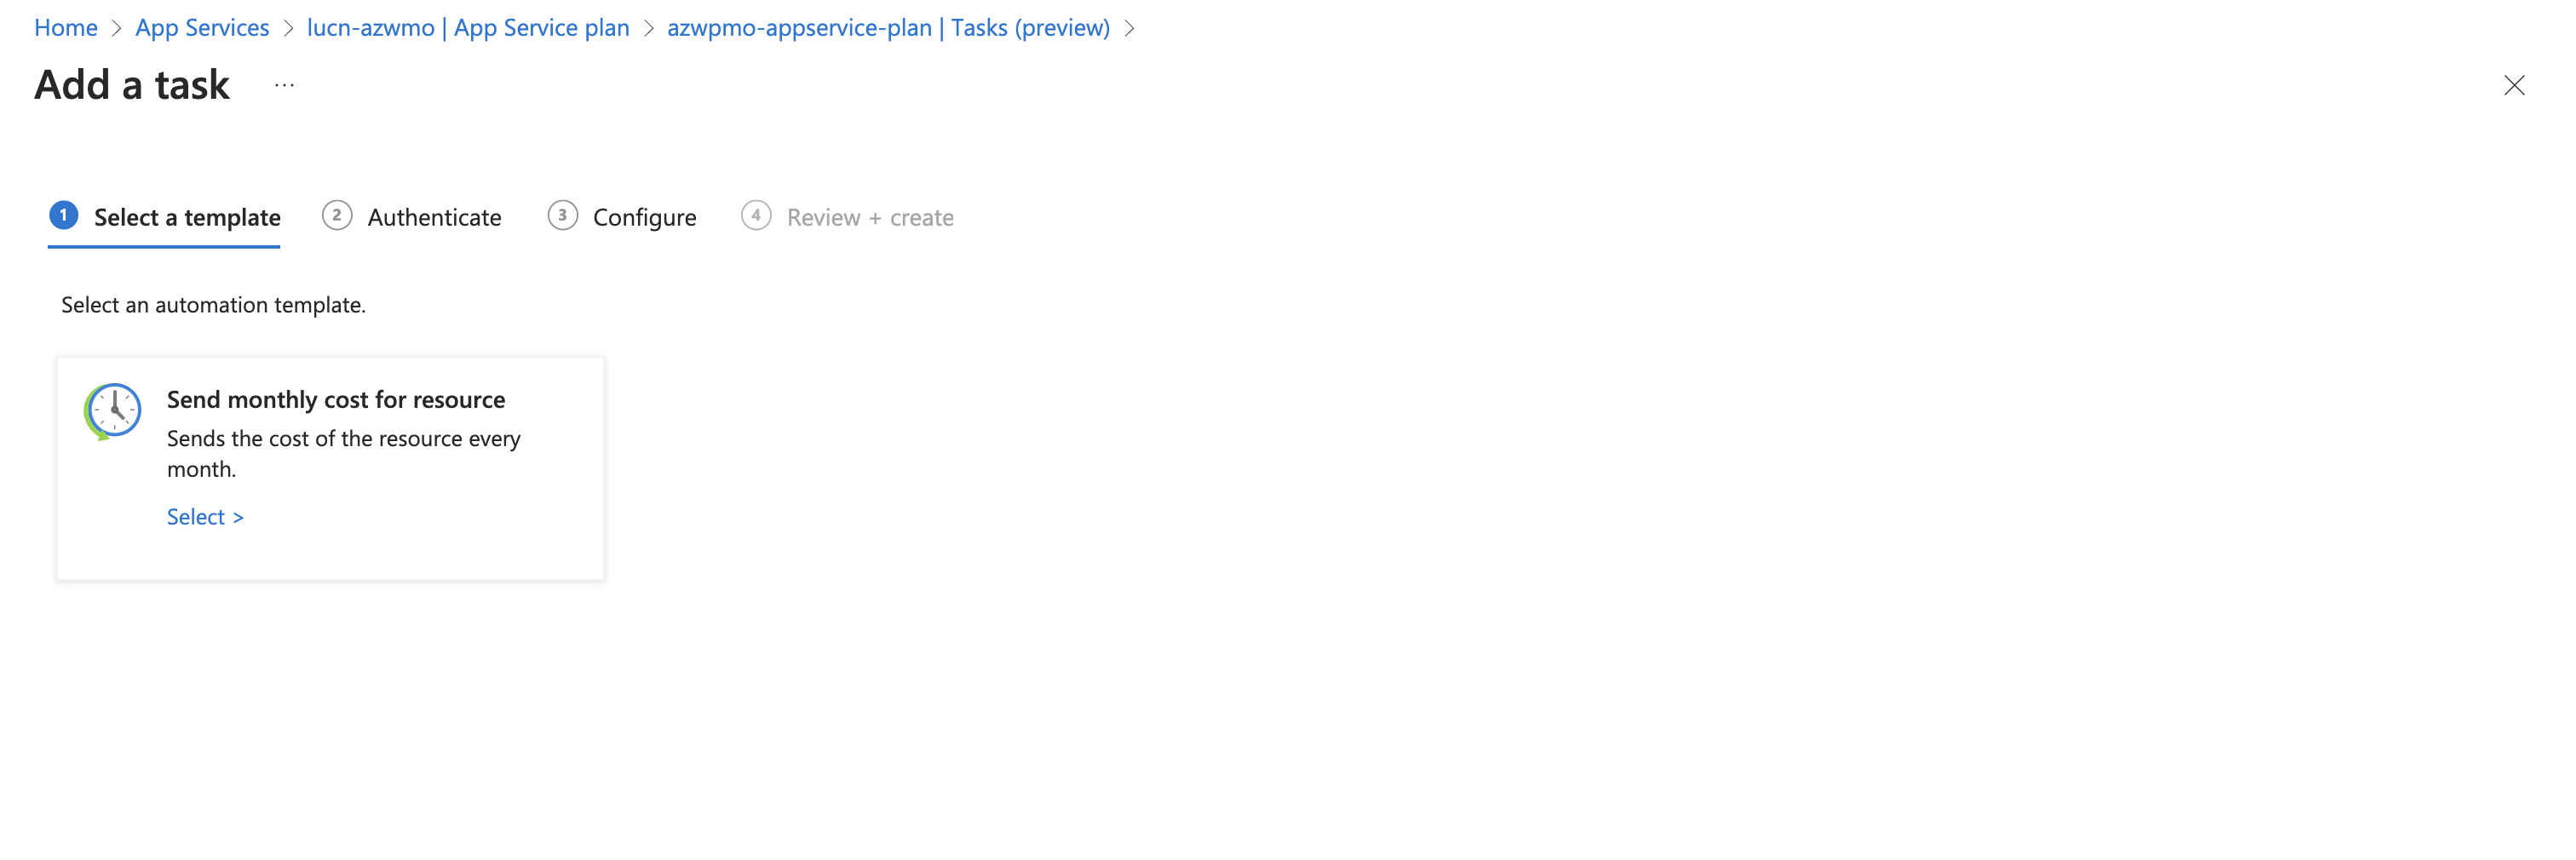 Home > App Services > lucn-azwmo | App Service plan > azwpmo-appservice-plan | Tasks (preview) >
Add a task ...
1 Select a template 2 Authenticate 3 Configure 4 Review + create
Select an automation template.
Send monthly cost for resource
Sends the cost of the resource every
month.
Select >